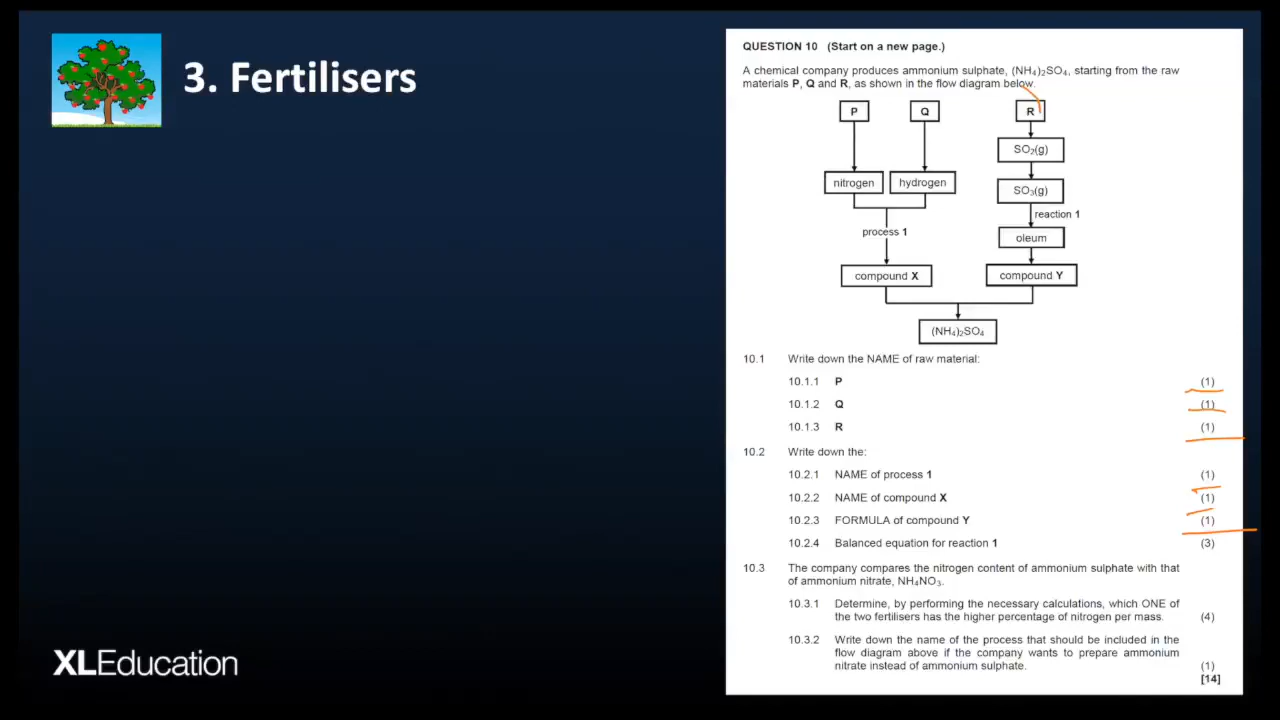 3. Fertilisers
XLEducation
QUESTION 10 (Start on a new page.)
A chemical company produces ammonium sulphate, (NH₄)₂SO₄, starting from the raw
materials P, Q and R, as shown in the flow diagram below.
P Q R
SO₂(g)
nitrogen hydrogen SO₃(g)
reaction 1
process 1 oleum
compound X compound Y
(NH₄)₂SO₄
10.1 Write down the NAME of raw material:
10.1.1 P (1)
10.1.2 Q (1)
10.1.3 R (1)
10.2 Write down the:
10.2.1 NAME of process 1 (1)
10.2.2 NAME of compound X (1)
10.2.3 FORMULA of compound Y (1)
10.2.4 Balanced equation for reaction 1 (3)
10.3 The company compares the nitrogen content of ammonium sulphate with that
of ammonium nitrate, NH₄NO₃.
10.3.1 Determine, by performing the necessary calculations, which ONE of
the two fertilisers has the higher percentage of nitrogen per mass. (4)
10.3.2 Write down the name of the process that should be included in the
flow diagram above if the company wants to prepare ammonium
nitrate instead of ammonium sulphate. (1)
[14]